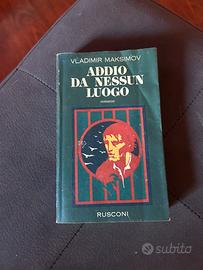 VLADIMIR MAKSIMOV
ADDIO
DA NESSUN
LUOGO
romanzo
RUSCONI
subito